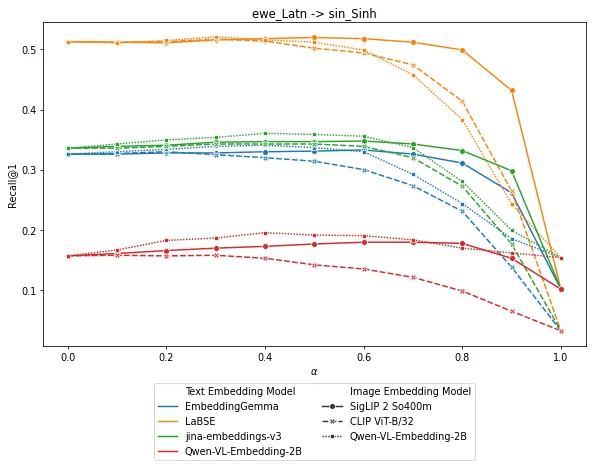 ewe_Latn -> sin_Sinh
Recall@1
0.5
0.4
0.3
0.2
0.1
0.0 0.2 0.4 0.6 0.8 1.0
α
Text Embedding Model Image Embedding Model
EmbeddingGemma SigLIP 2 So400m
LaBSE CLIP ViT-B/32
jina-embeddings-v3 Qwen-VL-Embedding-2B
Qwen-VL-Embedding-2B